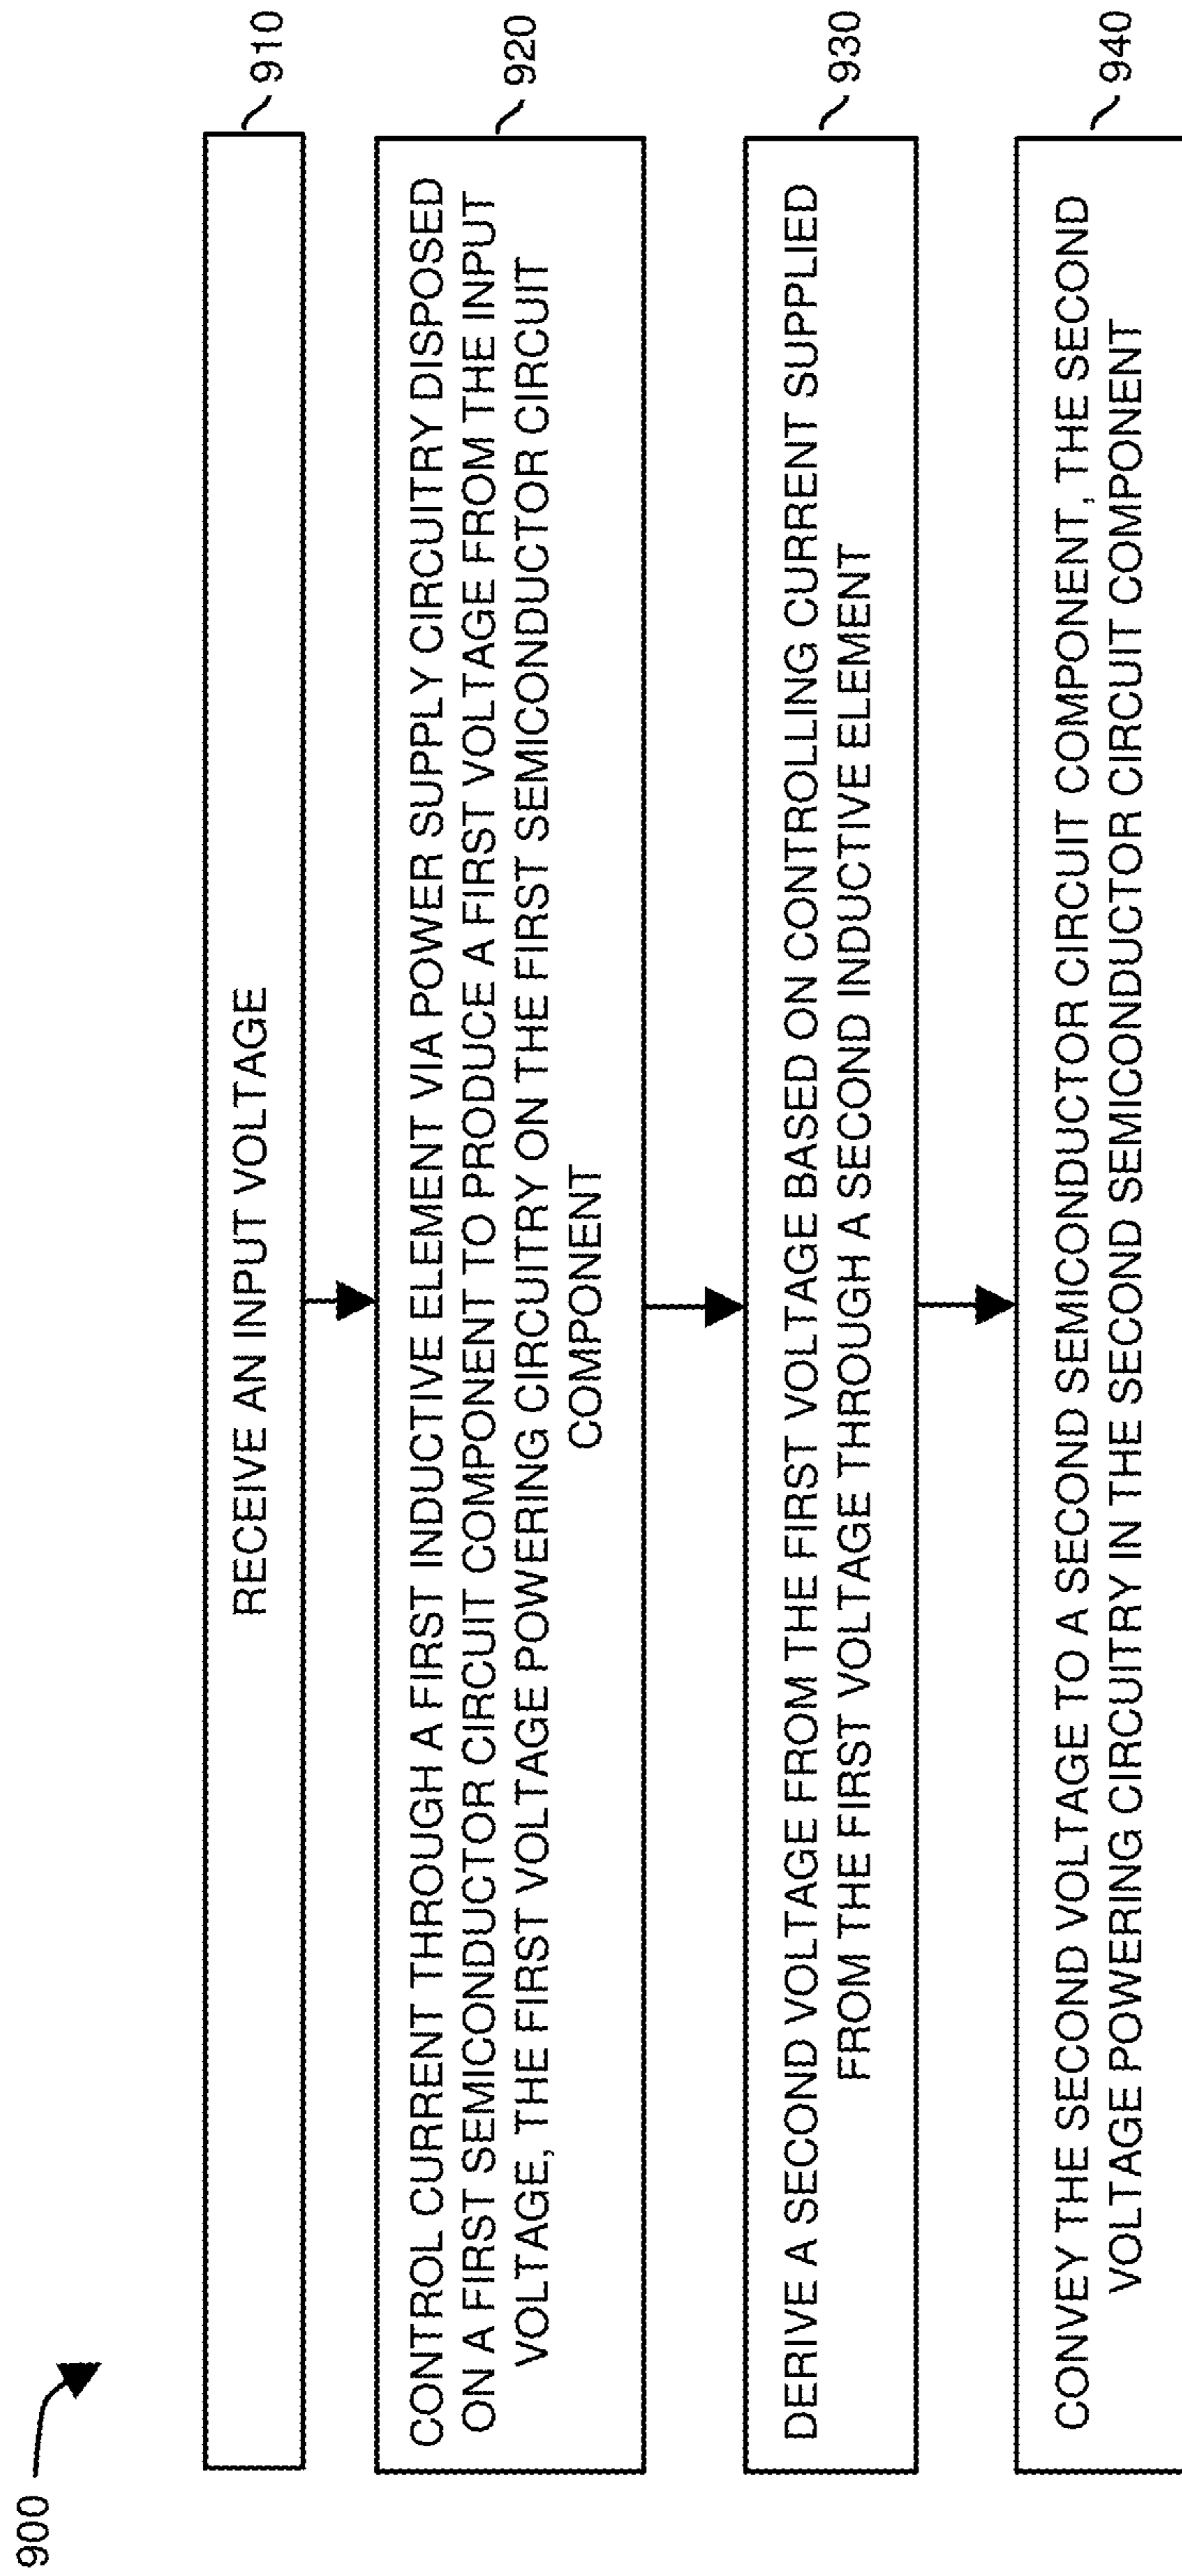 900
RECEIVE AN INPUT VOLTAGE
910
CONTROL CURRENT THROUGH A FIRST INDUCTIVE ELEMENT VIA POWER SUPPLY CIRCUITRY DISPOSED
ON A FIRST SEMICONDUCTOR CIRCUIT COMPONENT TO PRODUCE A FIRST VOLTAGE FROM THE INPUT
VOLTAGE, THE FIRST VOLTAGE POWERING CIRCUITRY ON THE FIRST SEMICONDUCTOR CIRCUIT
COMPONENT
920
DERIVE A SECOND VOLTAGE FROM THE FIRST VOLTAGE BASED ON CONTROLLING CURRENT SUPPLIED
FROM THE FIRST VOLTAGE THROUGH A SECOND INDUCTIVE ELEMENT
930
CONVEY THE SECOND VOLTAGE TO A SECOND SEMICONDUCTOR CIRCUIT COMPONENT, THE SECOND
VOLTAGE POWERING CIRCUITRY IN THE SECOND SEMICONDUCTOR CIRCUIT COMPONENT
940